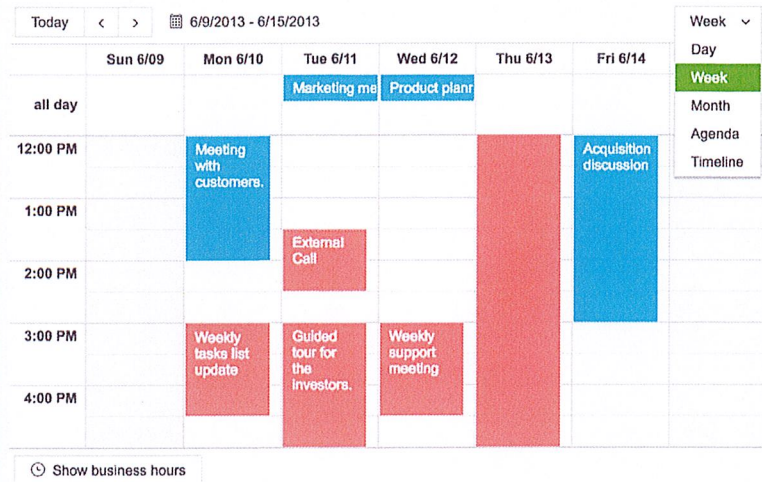 Today
6/9/2013 - 6/15/2013
Week
Day
Week
Month
Agenda
Timeline
Sun 6/09 Mon 6/10 Tue 6/11 Wed 6/12 Thu 6/13 Fri 6/14
all day
Marketing me
Product planr
12:00 PM
1:00 PM
2:00 PM
3:00 PM
4:00 PM
Meeting
with
customers.
Weekly
tasks list
update
External
Call
Guided
tour for
the
investors.
Weekly
support
meeting
Acquisition
discussion
Show business hours